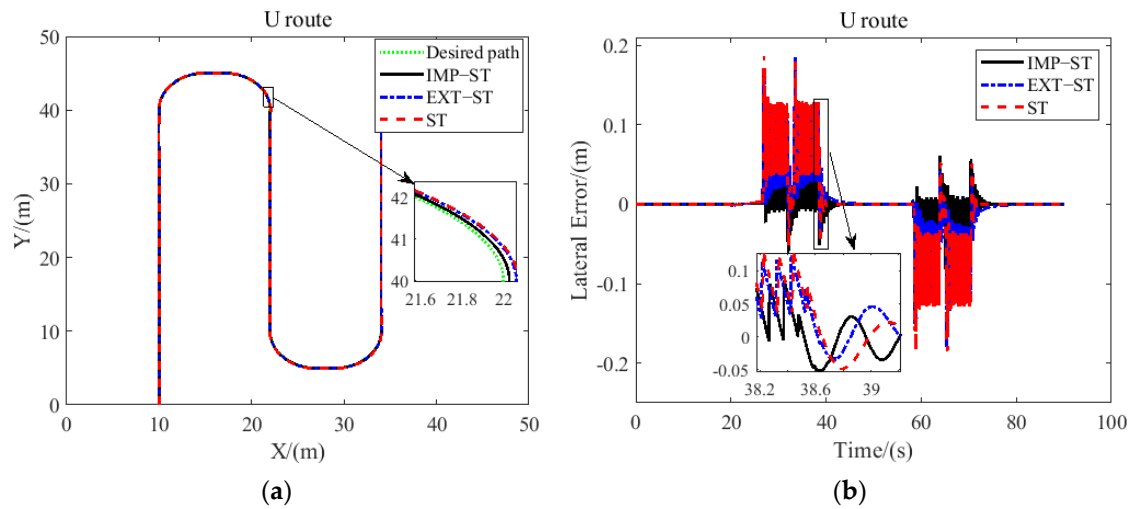 U route
50
40
30
20
10
0
Y/(m)
Desired path
IMP−ST
EXT−ST
ST
42
41
40
21.6 21.8 22
0 10 20 30 40 50
X/(m)
(a)
U route
0.2
0.1
0
-0.1
-0.2
Lateral Error/(m)
IMP−ST
EXT−ST
ST
0.1
0.05
0
-0.05
38.2 38.6 39
0 20 40 60 80 100
Time/(s)
(b)